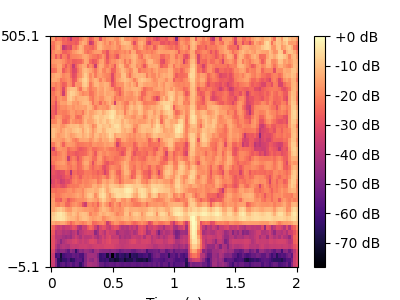 Mel Spectrogram
505.1
-5.1
0
0.5
1
1.5
2
+0 dB
-10 dB
-20 dB
-30 dB
-40 dB
-50 dB
-60 dB
-70 dB